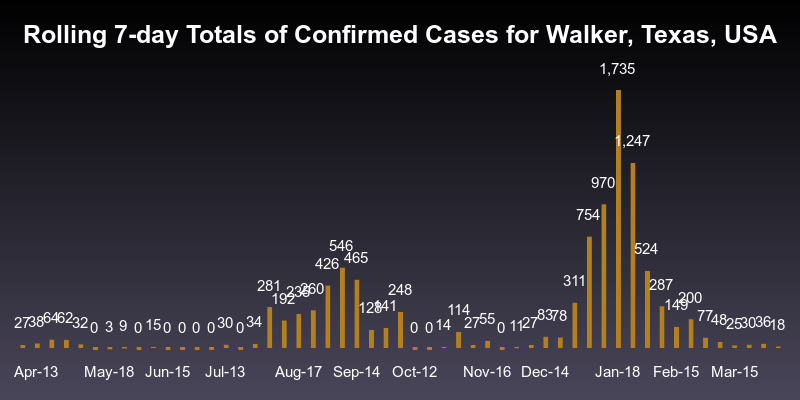 Rolling 7-day Totals of Confirmed Cases for Walker, Texas, USA
1,735
1,247
970
754
546
524
465
426
311
287
281 192 260 248 200
128 141 149
114
27 38 64 62 32 0 3 9 0 15 0 0 0 0 30 0 34 0 0 14 27 55 0 11 27 83 78 77 48 25 30 36 18
Apr-13 May-18 Jun-15 Jul-13 Aug-17 Sep-14 Oct-12 Nov-16 Dec-14 Jan-18 Feb-15 Mar-15